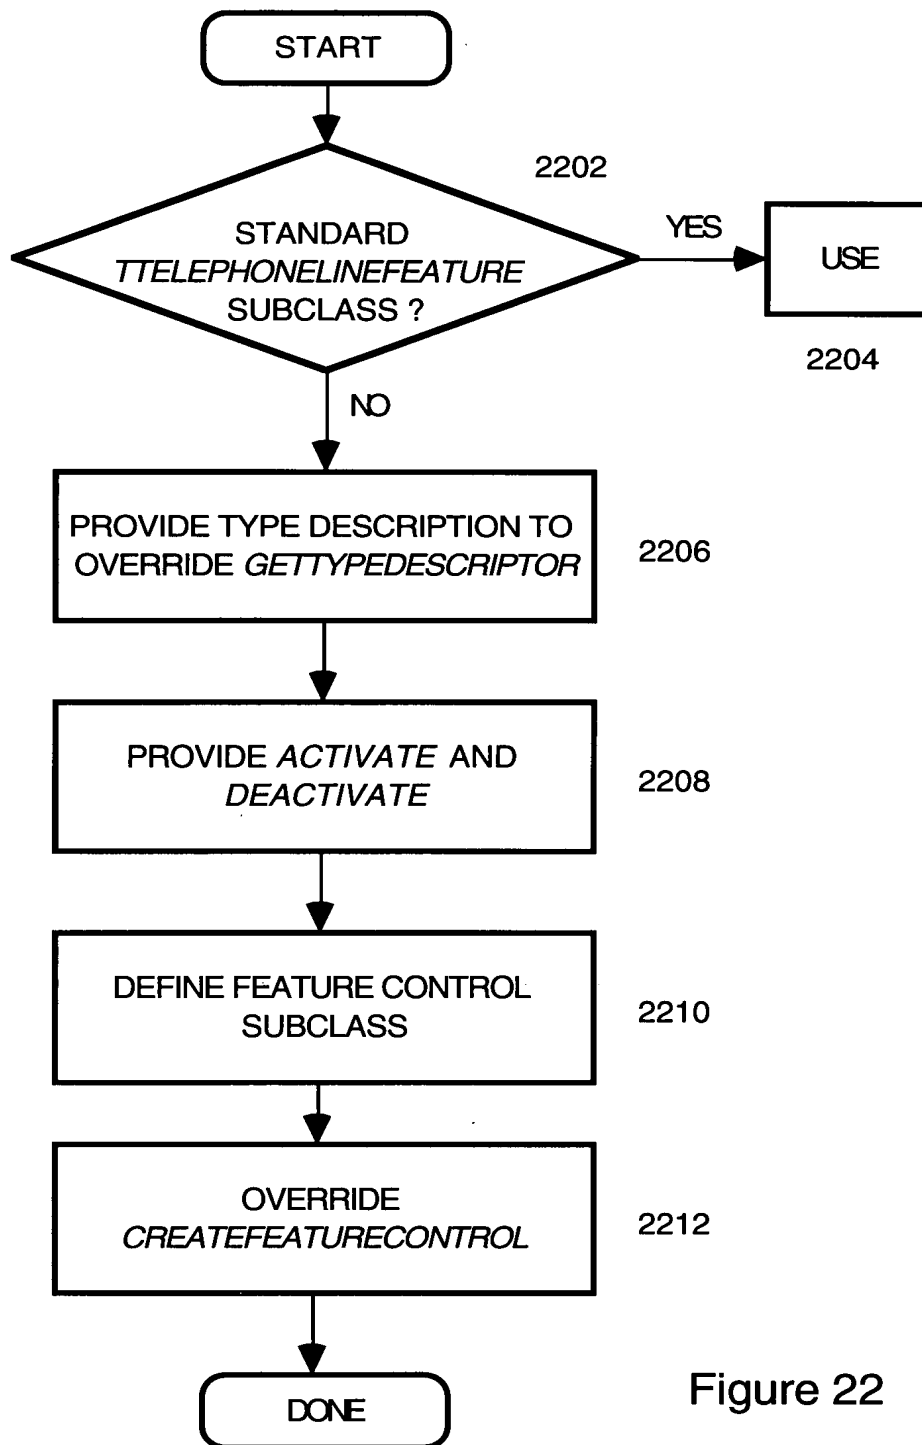 START
2202
STANDARD
TTELEPHONELINEFEATURE
SUBCLASS ?
YES
USE
2204
NO
PROVIDE TYPE DESCRIPTION TO
OVERRIDE GETTYPEDESCRIPTOR
2206
PROVIDE ACTIVATE AND
DEACTIVATE
2208
DEFINE FEATURE CONTROL
SUBCLASS
2210
OVERRIDE
CREATEFEATURECONTROL
2212
DONE
Figure 22